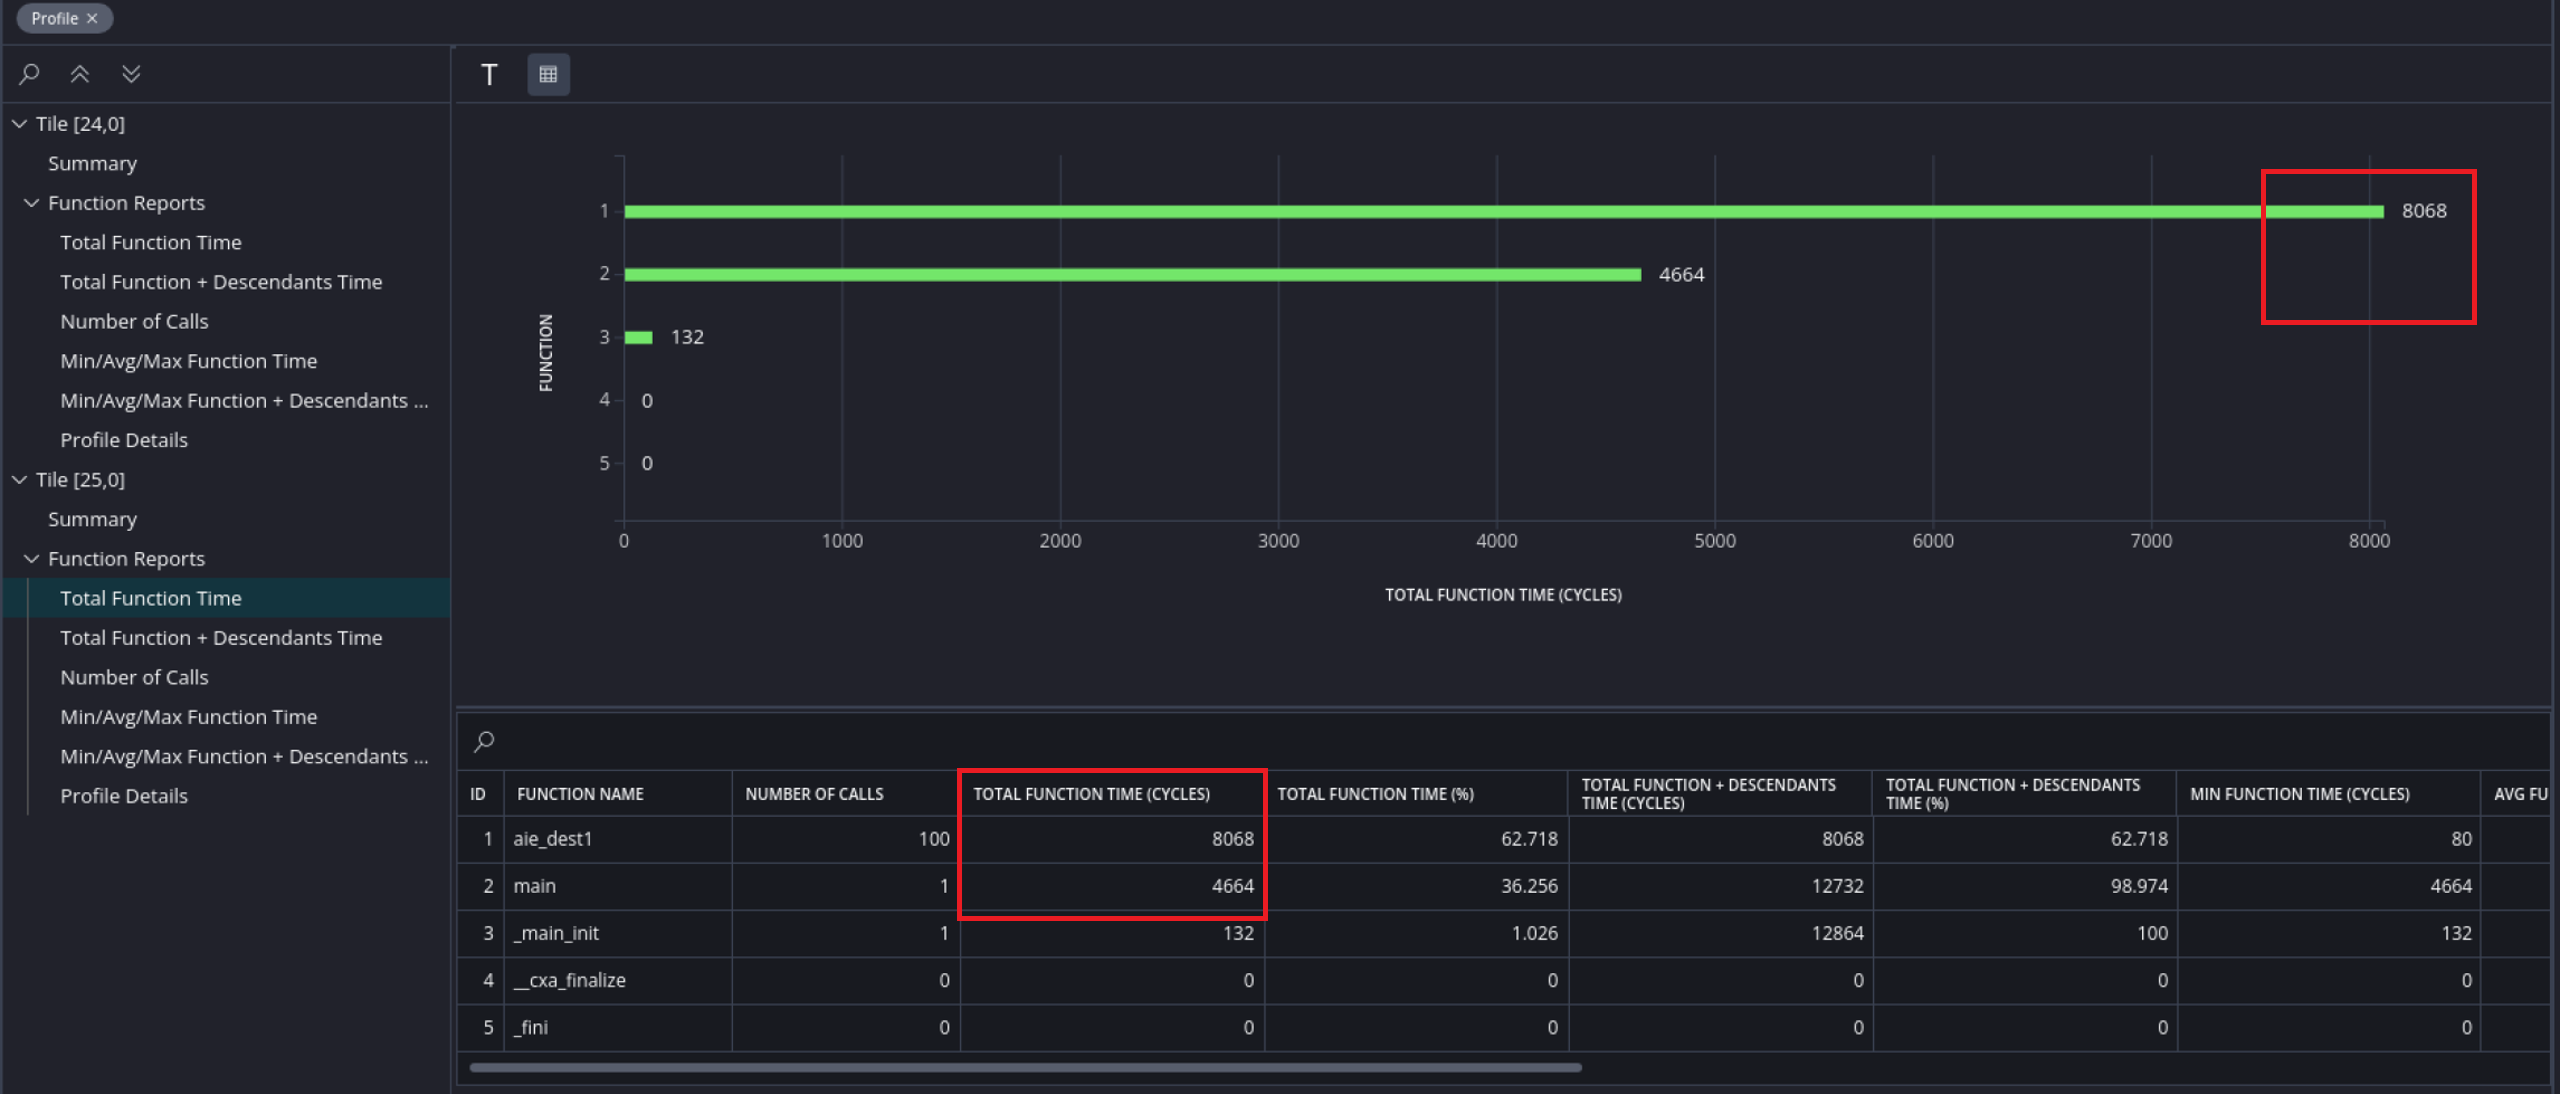 Profile ×
T
Tile [24,0]
Summary
Function Reports
Total Function Time
Total Function + Descendants Time
Number of Calls
Min/Avg/Max Function Time
Min/Avg/Max Function + Descendants ...
Profile Details
Tile [25,0]
Summary
Function Reports
Total Function Time
Total Function + Descendants Time
Number of Calls
Min/Avg/Max Function Time
Min/Avg/Max Function + Descendants ...
Profile Details
FUNCTION
1 8068
2 4664
3 132
4 0
5 0
0 1000 2000 3000 4000 5000 6000 7000 8000
TOTAL FUNCTION TIME (CYCLES)
ID FUNCTION NAME NUMBER OF CALLS TOTAL FUNCTION TIME (CYCLES) TOTAL FUNCTION TIME (%) TOTAL FUNCTION + DESCENDANTS TIME (CYCLES) TOTAL FUNCTION + DESCENDANTS TIME (%) MIN FUNCTION TIME (CYCLES) AVG FU
1 aie_dest1 100 8068 62.718 8068 62.718 80
2 main 1 4664 36.256 12732 98.974 4664
3 _main_init 1 132 1.026 12864 100 132
4 __cxa_finalize 0 0 0 0 0 0
5 _fini 0 0 0 0 0 0